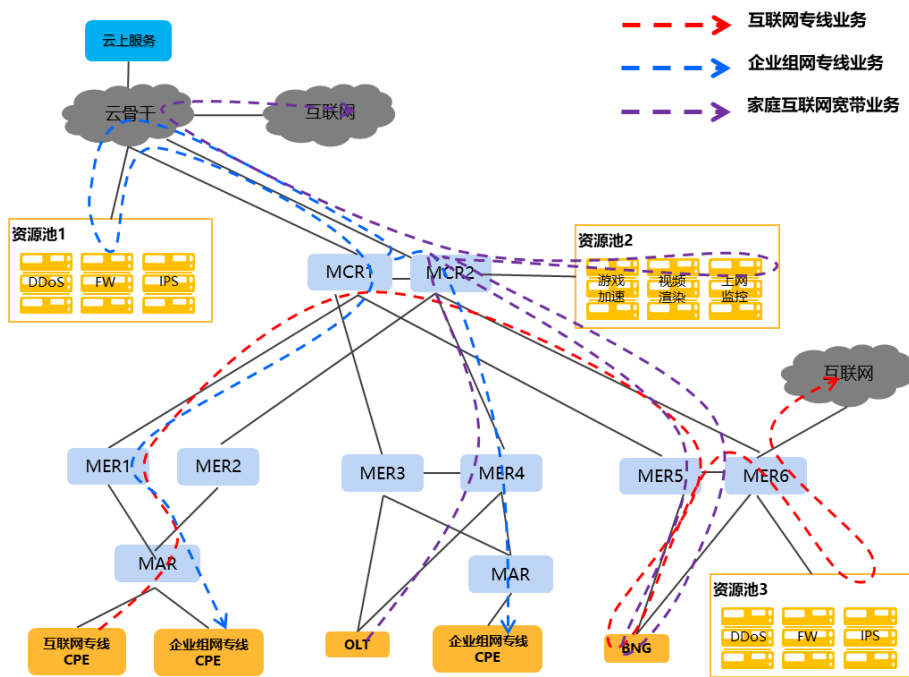 互联网专线业务
云上服务
企业组网专线业务
云骨干
互联网
家庭互联网宽带业务
资源池1
DDoS
FW
IPS
MCR1
MCR2
资源池2
游戏
加速
视频
渲染
上网
监控
互联网
MER1
MER2
MER3
MER4
MER5
MER6
MAR
MAR
资源池3
DDoS
FW
IPS
互联网专线
CPE
企业组网专线
CPE
OLT
企业组网专线
CPE
BNG